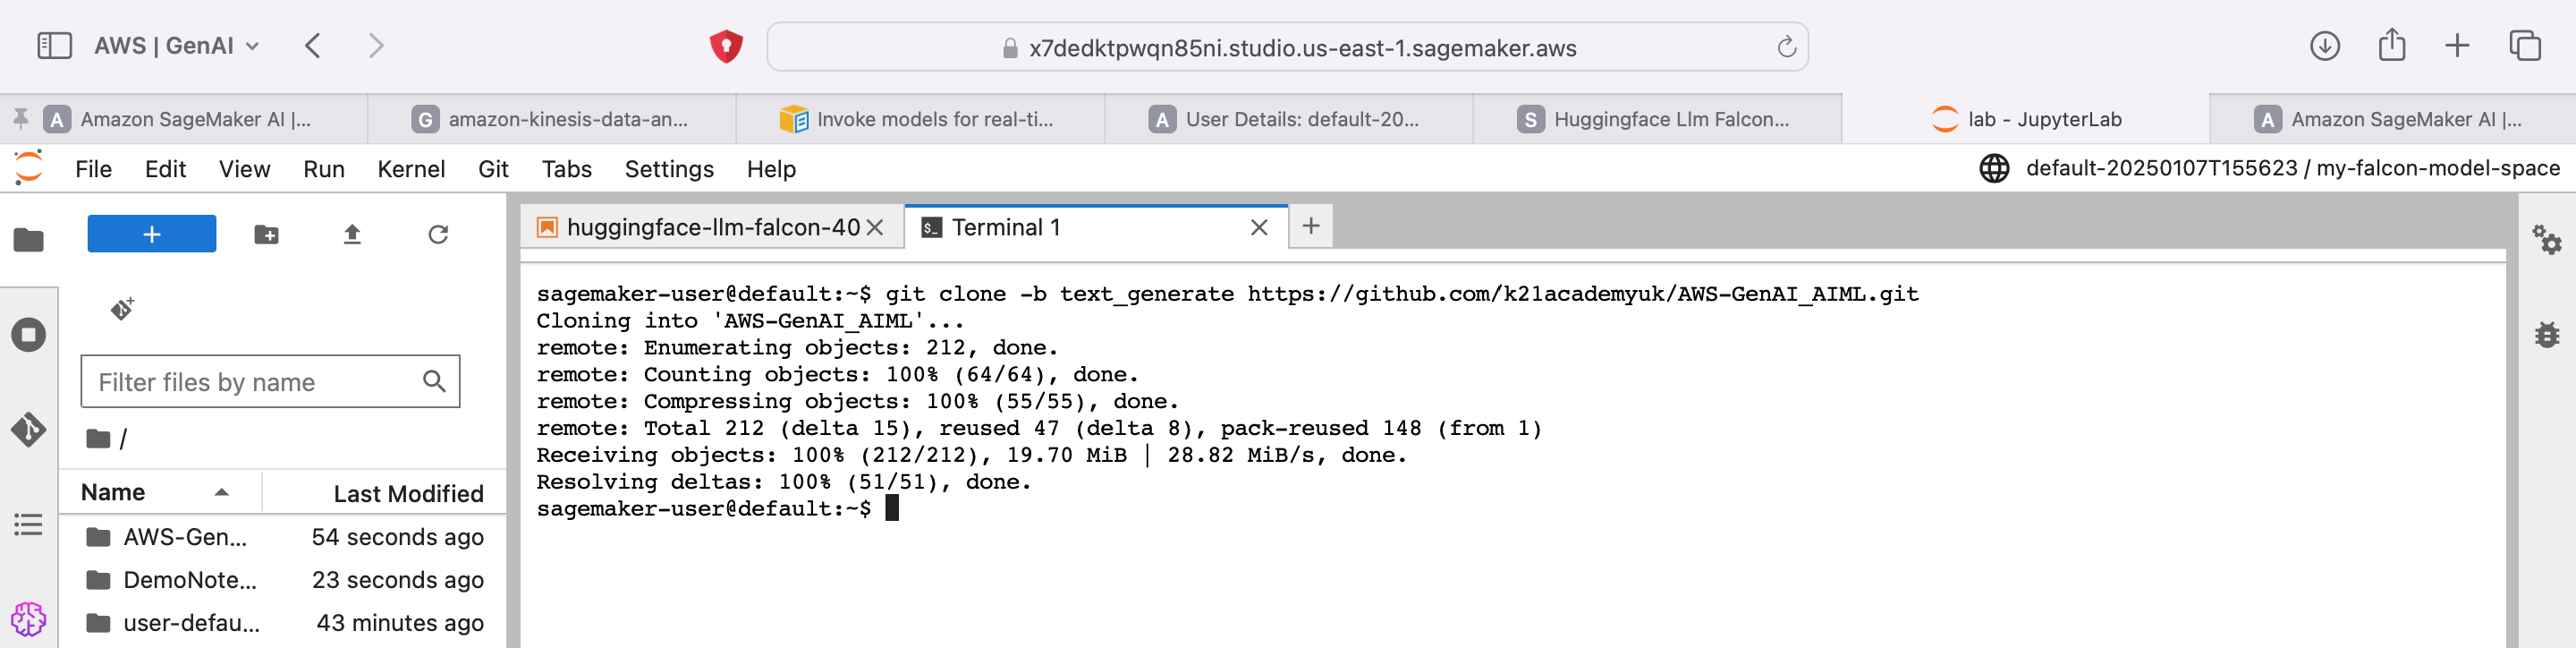 AWS | GenAI
x7dedktpwqn85ni.studio.us-east-1.sagemaker.aws
A Amazon SageMaker AI |...
G amazon-kinesis-data-an...
Invoke models for real-ti...
A User Details: default-20...
S Huggingface Llm Falcon...
lab - JupyterLab
A Amazon SageMaker AI |...
File Edit View Run Kernel Git Tabs Settings Help
default-20250107T155623 / my-falcon-model-space
huggingface-llm-falcon-40
$_ Terminal 1
Filter files by name
/
Name Last Modified
AWS-Gen... 54 seconds ago
DemoNote... 23 seconds ago
user-defau... 43 minutes ago
sagemaker-user@default:~$ git clone -b text_generate https://github.com/k21academyuk/AWS-GenAI_AIML.git
Cloning into 'AWS-GenAI_AIML'...
remote: Enumerating objects: 212, done.
remote: Counting objects: 100% (64/64), done.
remote: Compressing objects: 100% (55/55), done.
remote: Total 212 (delta 15), reused 47 (delta 8), pack-reused 148 (from 1)
Receiving objects: 100% (212/212), 19.70 MiB | 28.82 MiB/s, done.
Resolving deltas: 100% (51/51), done.
sagemaker-user@default:~$